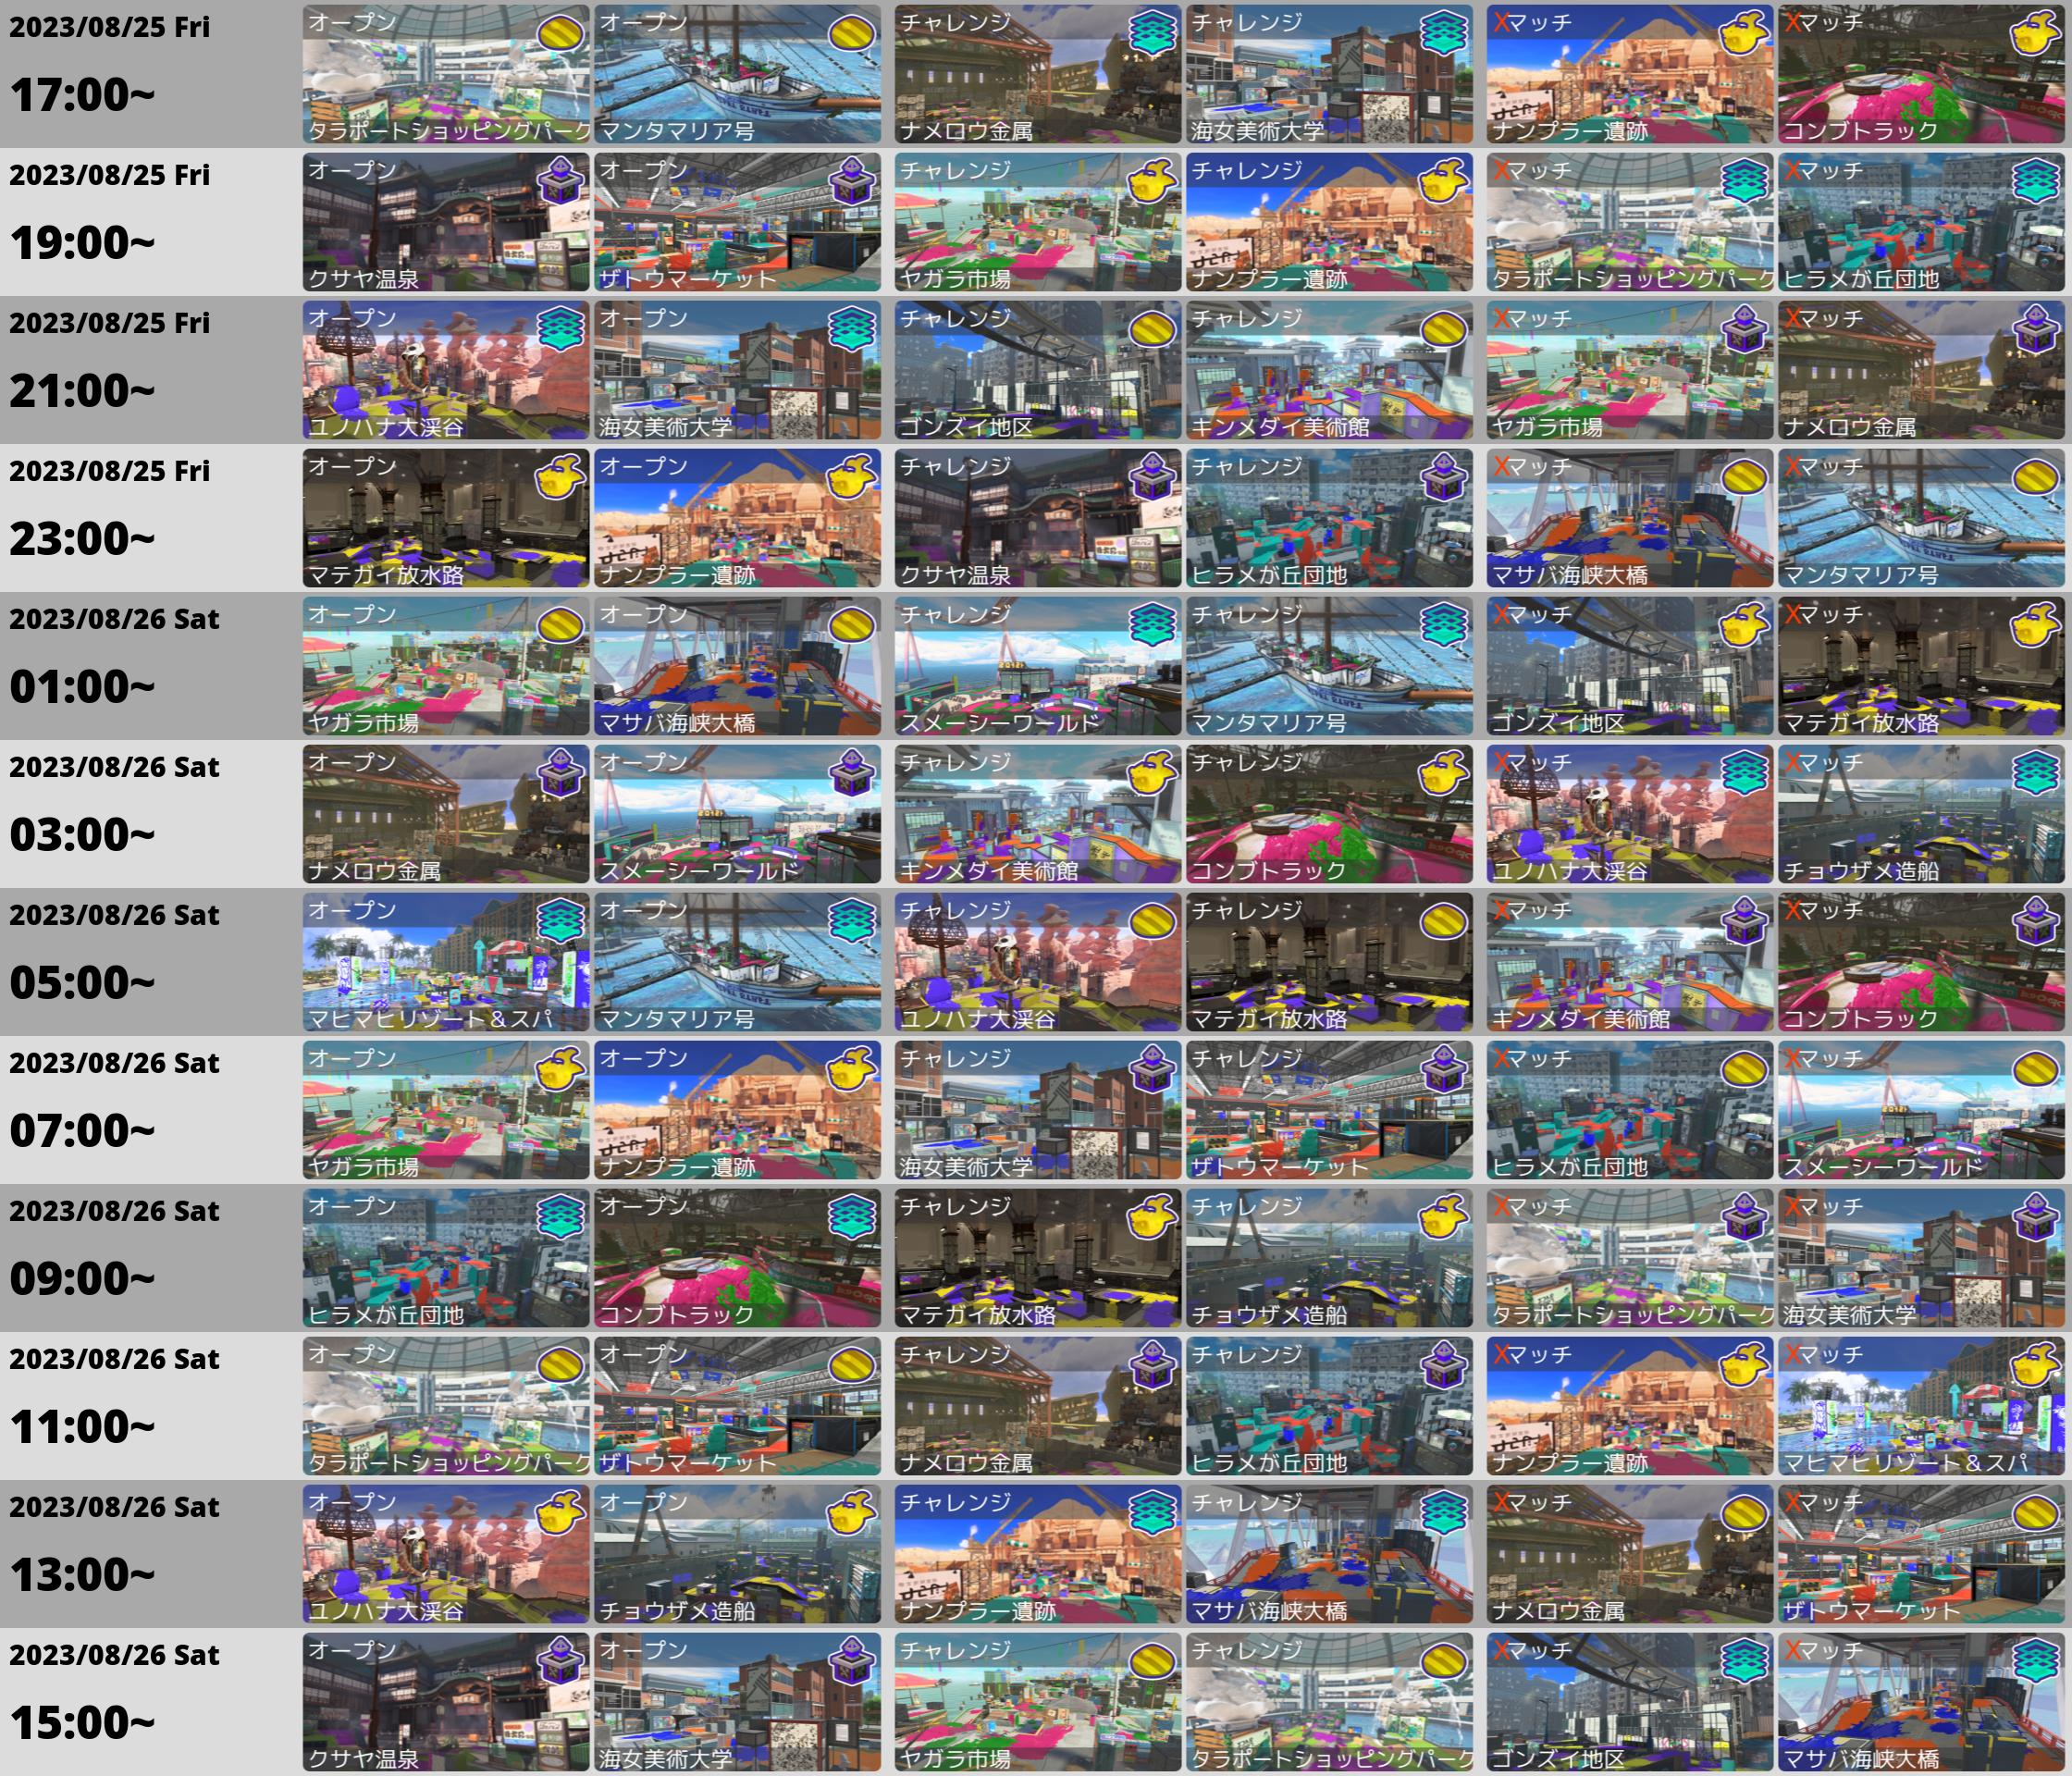 2023/08/25 Fri
17:00~
オープン オープン チャレンジ チャレンジ Xマッチ Xマッチ
タラポートショッピングパーク マンタマリア号 ナメロウ金属 海女美術大学 ナンプラー遺跡 コンブトラック
2023/08/25 Fri
19:00~
オープン オープン チャレンジ チャレンジ Xマッチ Xマッチ
クサヤ温泉 ザトウマーケット ヤガラ市場 ナンプラー遺跡 タラポートショッピングパーク ヒラメが丘団地
2023/08/25 Fri
21:00~
オープン オープン チャレンジ チャレンジ Xマッチ Xマッチ
ユノハナ大渓谷 海女美術大学 ゴンズイ地区 キンメダイ美術館 ヤガラ市場 ナメロウ金属
2023/08/25 Fri
23:00~
オープン オープン チャレンジ チャレンジ Xマッチ Xマッチ
マテガイ放水路 ナンプラー遺跡 クサヤ温泉 ヒラメが丘団地 マサバ海峡大橋 マンタマリア号
2023/08/26 Sat
01:00~
オープン オープン チャレンジ チャレンジ Xマッチ Xマッチ
ヤガラ市場 マサバ海峡大橋 スメーシーワールド マンタマリア号 ゴンズイ地区 マテガイ放水路
2023/08/26 Sat
03:00~
オープン オープン チャレンジ チャレンジ Xマッチ Xマッチ
ナメロウ金属 スメーシーワールド キンメダイ美術館 コンブトラック ユノハナ大渓谷 チョウザメ造船
2023/08/26 Sat
05:00~
オープン オープン チャレンジ チャレンジ Xマッチ Xマッチ
マヒマヒリゾート＆スパ マンタマリア号 ユノハナ大渓谷 マテガイ放水路 キンメダイ美術館 コンブトラック
2023/08/26 Sat
07:00~
オープン オープン チャレンジ チャレンジ Xマッチ Xマッチ
ヤガラ市場 ナンプラー遺跡 海女美術大学 ザトウマーケット ヒラメが丘団地 スメーシーワールド
2023/08/26 Sat
09:00~
オープン オープン チャレンジ チャレンジ Xマッチ Xマッチ
ヒラメが丘団地 コンブトラック マテガイ放水路 チョウザメ造船 タラポートショッピングパーク 海女美術大学
2023/08/26 Sat
11:00~
オープン オープン チャレンジ チャレンジ Xマッチ Xマッチ
タラポートショッピングパーク ザトウマーケット ナメロウ金属 ヒラメが丘団地 ナンプラー遺跡 マヒマヒリゾート＆スパ
2023/08/26 Sat
13:00~
オープン オープン チャレンジ チャレンジ Xマッチ Xマッチ
ユノハナ大渓谷 チョウザメ造船 ナンプラー遺跡 マサバ海峡大橋 ナメロウ金属 ザトウマーケット
2023/08/26 Sat
15:00~
オープン オープン チャレンジ チャレンジ Xマッチ Xマッチ
クサヤ温泉 海女美術大学 ヤガラ市場 タラポートショッピングパーク ゴンズイ地区 マサバ海峡大橋